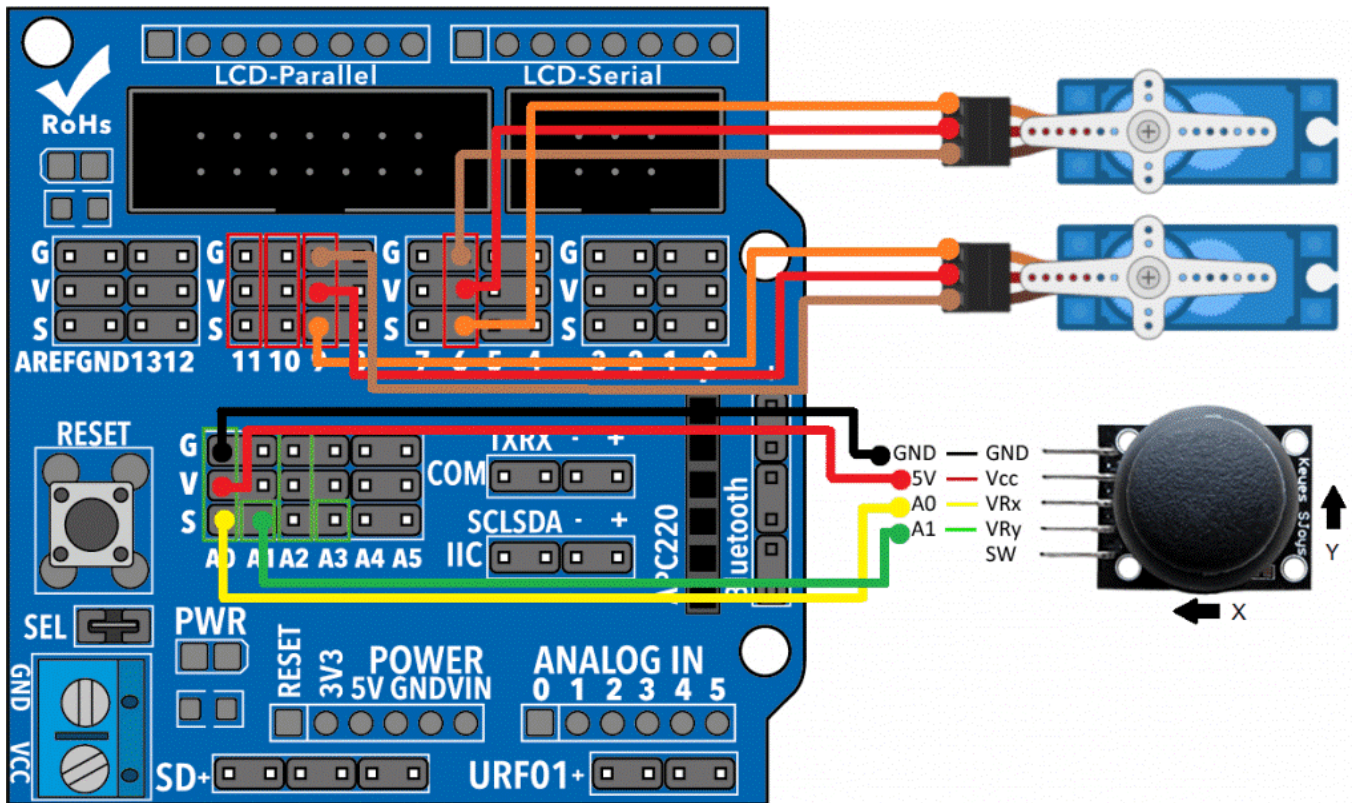 LCD-Parallel
LCD-Serial
RoHs
G G G G
V V V V
S S S S
AREFGND1312
11 10 9
7 6 5 4
3 2 1 0
RESET
G
V
S
A0 A1 A2 A3 A4 A5
TXRX - +
COM
SCLSDA - +
IIC
APC220
Bluetooth
GND GND
5V Vcc
A0 VRx
A1 VRy
SW
Keyes SJoys
Y
X
SEL
PWR
GND
VCC
RESET
3V3
POWER
5V GNDVIN
ANALOG IN
0 1 2 3 4 5
SD+
URF01+